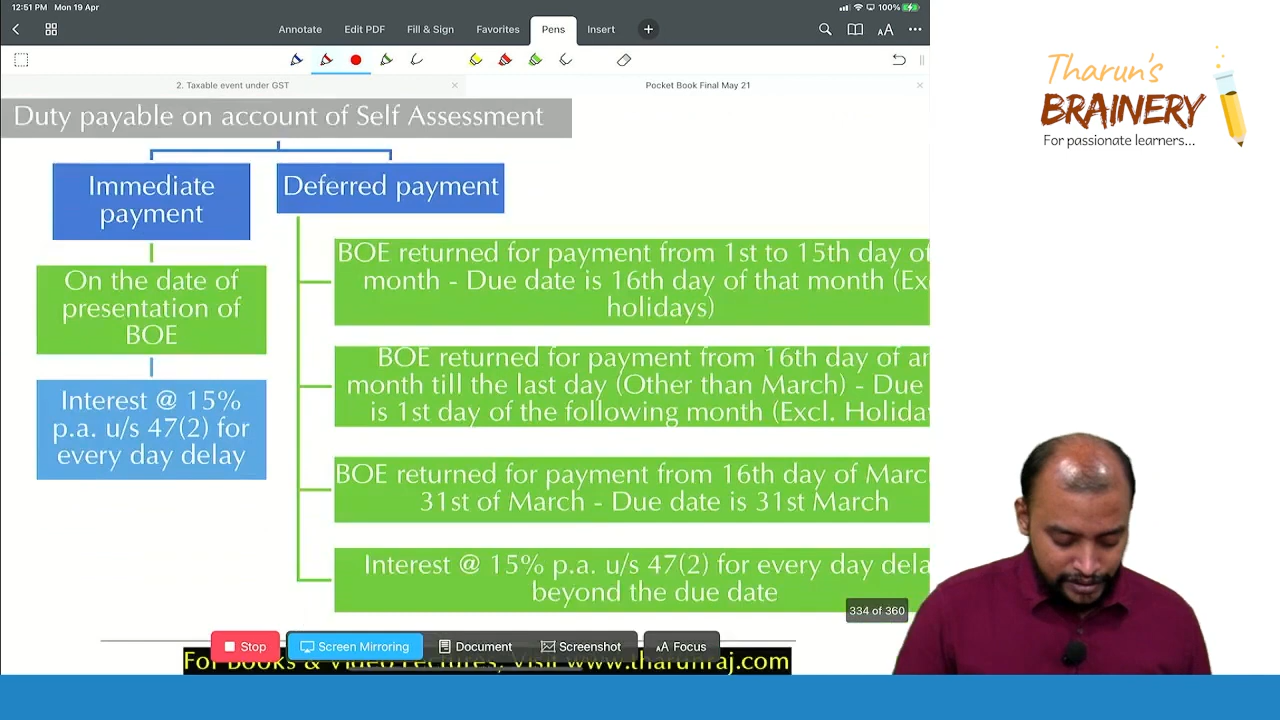 12:51 PM Mon 19 Apr
100%
Annotate Edit PDF Fill & Sign Favorites Pens Insert
2. Taxable event under GST
Pocket Book Final May 21
Duty payable on account of Self Assessment
Immediate
payment
Deferred payment
On the date of
presentation of
BOE
Interest @ 15%
p.a. u/s 47(2) for
every day delay
BOE returned for payment from 1st to 15th day of
month - Due date is 16th day of that month (Ex
holidays)
BOE returned for payment from 16th day of an
month till the last day (Other than March) - Due
is 1st day of the following month (Excl. Holida
BOE returned for payment from 16th day of Marc
31st of March - Due date is 31st March
Interest @ 15% p.a. u/s 47(2) for every day dela
beyond the due date
334 of 360
Stop Screen Mirroring Document Screenshot Focus
For Books & Video Lectures, Visit www.tharunraj.com
Tharun's
BRAINERY
For passionate learners...